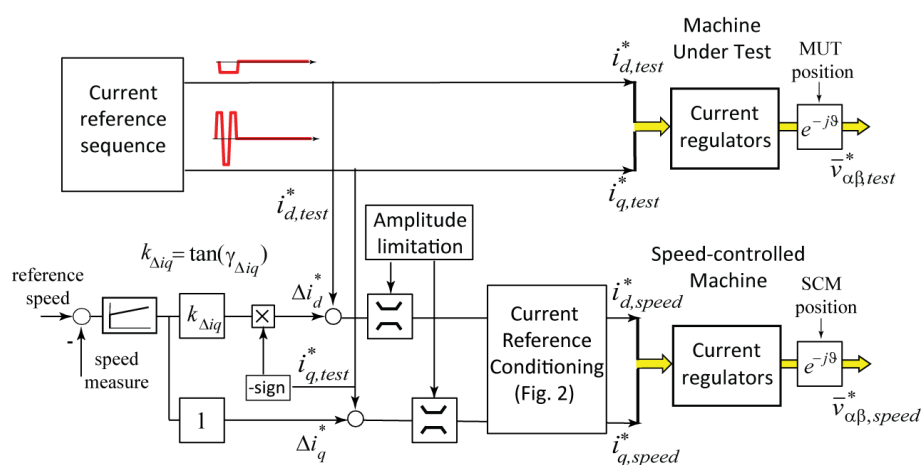 Machine
Under Test
MUT
position
i*d,test
Current
reference
sequence
Current
regulators
e^−jϑ
v̅*αβ,test
i*q,test
i*d,test
Amplitude
limitation
kΔiq=tan(γΔiq)
Speed-controlled
Machine
SCM
position
reference
speed
Δi*d
i*d,speed
kΔiq
×
Current
Reference
Conditioning
(Fig. 2)
Current
regulators
e^−jϑ
-
speed
measure
i*q,test
-sign
v̅*αβ,speed
1
Δi*q
i*q,speed